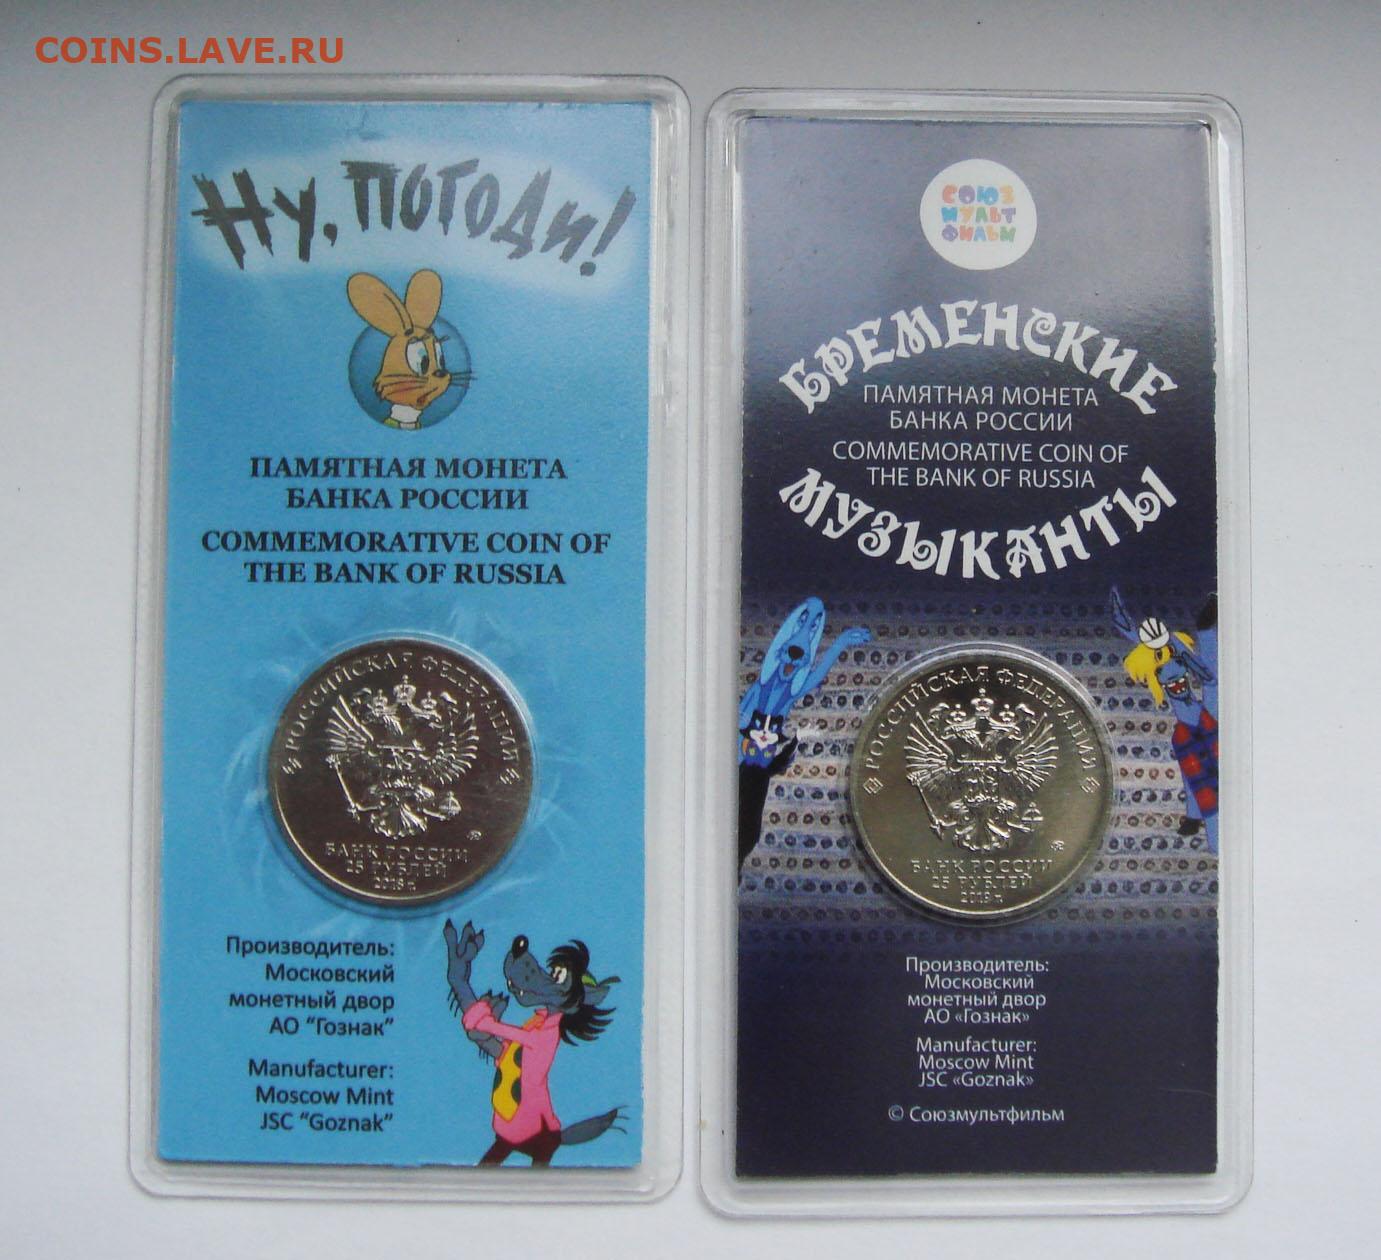 COINS.LAVE.RU
Ну, погоди!
ПАМЯТНАЯ МОНЕТА
БАНКА РОССИИ
COMMEMORATIVE COIN OF
THE BANK OF RUSSIA
РОССИЙСКАЯ ФЕДЕРАЦИЯ
БАНК РОССИИ
25 РУБЛЕЙ
2018 г.
Производитель:
Московский
монетный двор
АО "Гознак"
Manufacturer:
Moscow Mint
JSC "Goznak"
СОЮЗ
МУЛЬТ
ФИЛЬМ
БРЕМЕНСКИЕ
ПАМЯТНАЯ МОНЕТА
БАНКА РОССИИ
COMMEMORATIVE COIN OF
THE BANK OF RUSSIA
МУЗЫКАНТЫ
РОССИЙСКАЯ ФЕДЕРАЦИЯ
БАНК РОССИИ
25 РУБЛЕЙ
2019 г.
Производитель:
Московский
монетный двор
АО «Гознак»
Manufacturer:
Moscow Mint
JSC «Goznak»
© Союзмультфильм